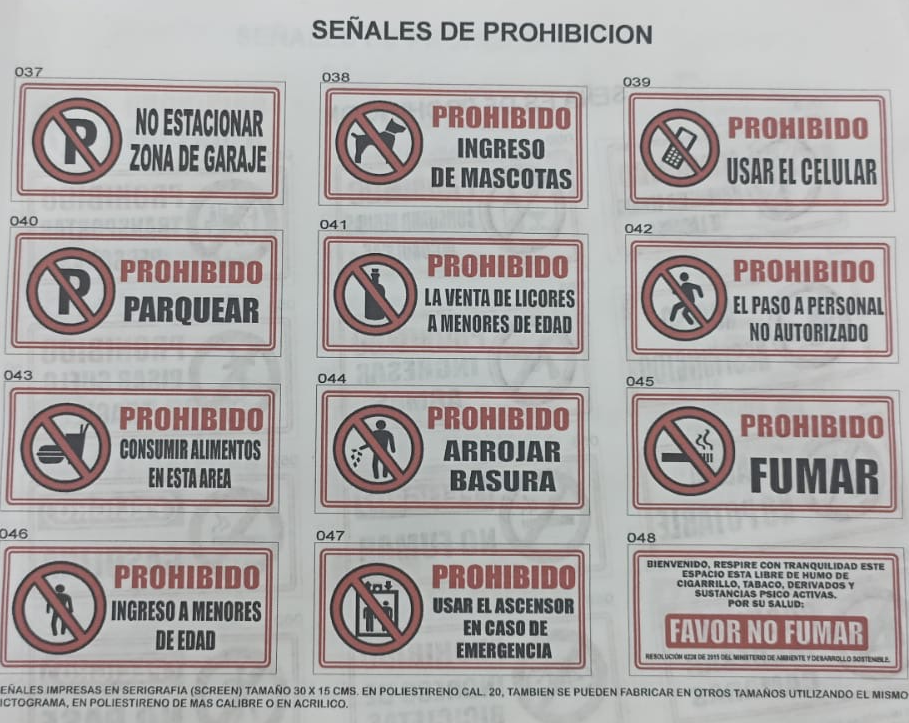 SEÑALES DE PROHIBICION
037
NO ESTACIONAR
ZONA DE GARAJE
038
PROHIBIDO
INGRESO
DE MASCOTAS
039
PROHIBIDO
USAR EL CELULAR
040
P
PROHIBIDO
PARQUEAR
041
PROHIBIDO
LA VENTA DE LICORES
A MENORES DE EDAD
042
PROHIBIDO
EL PASO A PERSONAL
NO AUTORIZADO
043
PROHIBIDO
CONSUMIR ALIMENTOS
EN ESTA AREA
044
PROHIBIDO
ARROJAR
BASURA
045
PROHIBIDO
FUMAR
046
PROHIBIDO
INGRESO A MENORES
DE EDAD
047
PROHIBIDO
USAR EL ASCENSOR
EN CASO DE
EMERGENCIA
048
BIENVENIDO, RESPIRE CON TRANQUILIDAD ESTE
ESPACIO ESTA LIBRE DE HUMO DE
CIGARRILLO, TABACO, DERIVADOS Y
SUSTANCIAS PSICO ACTIVAS.
POR SU SALUD:
FAVOR NO FUMAR
RESOLUCIÓN DEL 2015 DEL MINISTERIO DE AMBIENTE Y DESARROLLO SOSTENIBLE.
EÑALES IMPRESAS EN SERIGRAFIA (SCREEN) TAMAÑO 30 X 15 CMS. EN POLIESTIRENO CAL. 20, TAMBIEN SE PUEDEN FABRICAR EN OTROS TAMAÑOS UTILIZANDO EL MISMO
ICTOGRAMA, EN POLIESTIRENO DE MAS CALIBRE O EN ACRILICO.